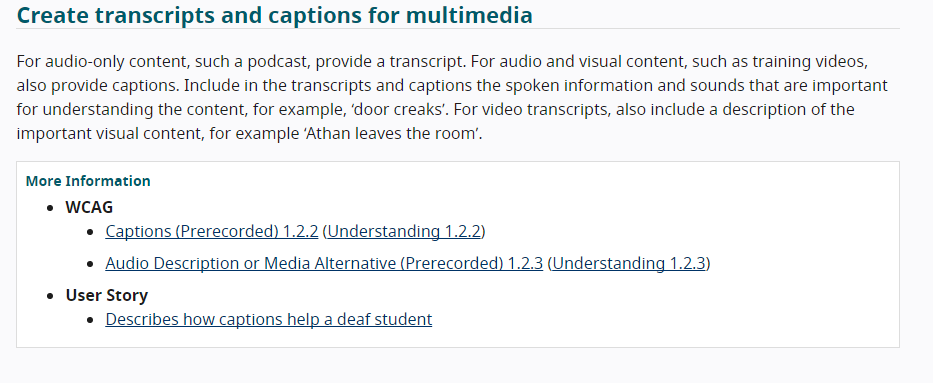 Create transcripts and captions for multimedia
For audio-only content, such a podcast, provide a transcript. For audio and visual content, such as training videos,
also provide captions. Include in the transcripts and captions the spoken information and sounds that are important
for understanding the content, for example, ‘door creaks’. For video transcripts, also include a description of the
important visual content, for example ‘Athan leaves the room’.
More Information
• WCAG
• Captions (Prerecorded) 1.2.2 (Understanding 1.2.2)
• Audio Description or Media Alternative (Prerecorded) 1.2.3 (Understanding 1.2.3)
• User Story
• Describes how captions help a deaf student